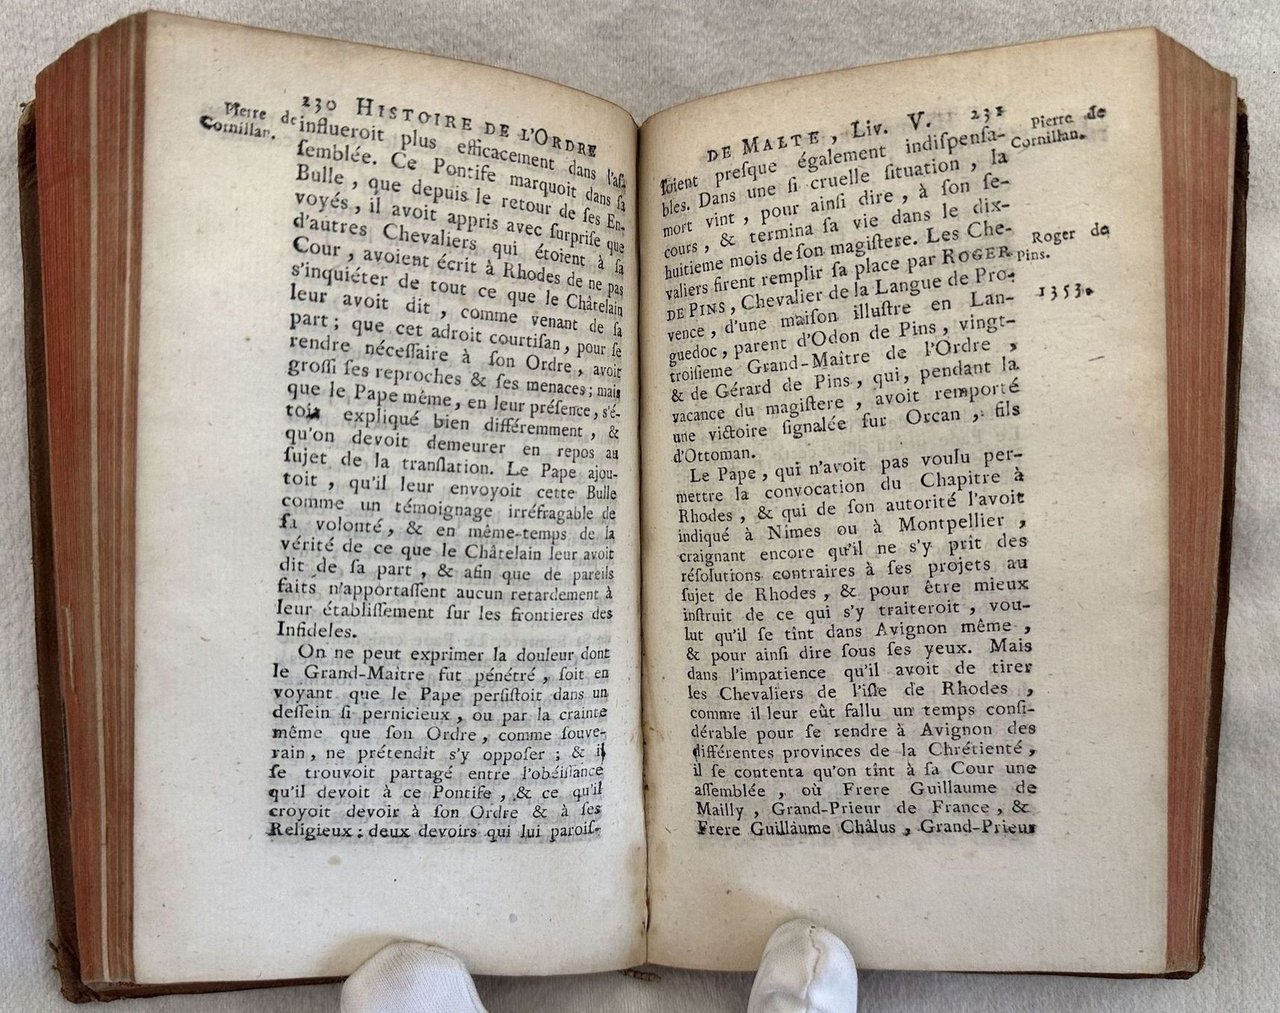 230 HISTOIRE DE L'ORDRE
Pierre de
Cornillan.
influeroit plus efficacement dans l'aſ-
ſemblée. Ce Pontife marquoit dans ſa
Bulle, que depuis le retour de ſes En-
voyés, il avoit appris avec ſurpriſe que
d'autres Chevaliers qui étoient à ſa
Cour, avoient écrit à Rhodes de ne pas
s'inquiéter de tout ce que le Châtelain
leur avoit dit, comme venant de ſa
part; que cet adroit courtiſan, pour ſe
rendre néceſſaire à ſon Ordre, avoit
groſſi ſes reproches & ſes menaces; mais
que le Pape même, en leur préſence, s'é-
toit expliqué bien différemment, &
qu'on devoit demeurer en repos au
ſujet de la tranſlation. Le Pape ajou-
toit, qu'il leur envoyoit cette Bulle
comme un témoignage irréfragable de
ſa volonté, & en même-temps de la
vérité de ce que le Châtelain leur avoit
dit de ſa part, & afin que de pareils
faits n'apportaſſent aucun retardement à
leur établiſſement ſur les frontieres des
Infideles.
On ne peut exprimer la douleur dont
le Grand-Maitre fut pénétré, ſoit en
voyant que le Pape perſiſtoit dans un
deſſein ſi pernicieux, ou par la crainte
même que ſon Ordre, comme ſouve-
rain, ne prétendît s'y oppoſer; & il
ſe trouvoit partagé entre l'obéiſſance
qu'il devoit à ce Pontife, & ce qu'il
croyoit devoir à ſon Ordre & à ſes
Religieux: deux devoirs qui lui paroiſ-
DE MALTE, Liv. V. 231
Pierre de
Cornillan.
ſoient preſque également indiſpenſa-
bles. Dans une ſi cruelle ſituation, la
mort vint, pour ainſi dire, à ſon ſe-
cours, & termina ſa vie dans le dix-
huitieme mois de ſon magiſtere. Les Che-
valiers firent remplir ſa place par ROGER
Roger de
Pins.
DE PINS, Chevalier de la Langue de Pro-
1353.
vence, d'une maiſon illuſtre en Lan-
guedoc, parent d'Odon de Pins, vingt-
troiſieme Grand-Maitre de l'Ordre,
& de Gérard de Pins, qui, pendant la
vacance du magiſtere, avoit remporté
une victoire ſignalée ſur Orcan, fils
d'Ottoman.
Le Pape, qui n'avoit pas voulu per-
mettre la convocation du Chapitre à
Rhodes, & qui de ſon autorité l'avoit
indiqué à Nîmes ou à Montpellier,
craignant encore qu'il ne s'y prît des
réſolutions contraires à ſes projets au
ſujet de Rhodes, & pour être mieux
inſtruit de ce qui s'y traiteroit, vou-
lut qu'il ſe tînt dans Avignon même,
& pour ainſi dire ſous ſes yeux. Mais
dans l'impatience qu'il avoit de tirer
les Chevaliers de l'iſle de Rhodes,
comme il leur eût fallu un temps conſi-
dérable pour ſe rendre à Avignon des
différentes provinces de la Chrétienté,
il ſe contenta qu'on tînt à ſa Cour une
aſſemblée, où Frere Guillaume de
Mailly, Grand-Prieur de France, &
Frere Guillaume Châlus, Grand-Prieur